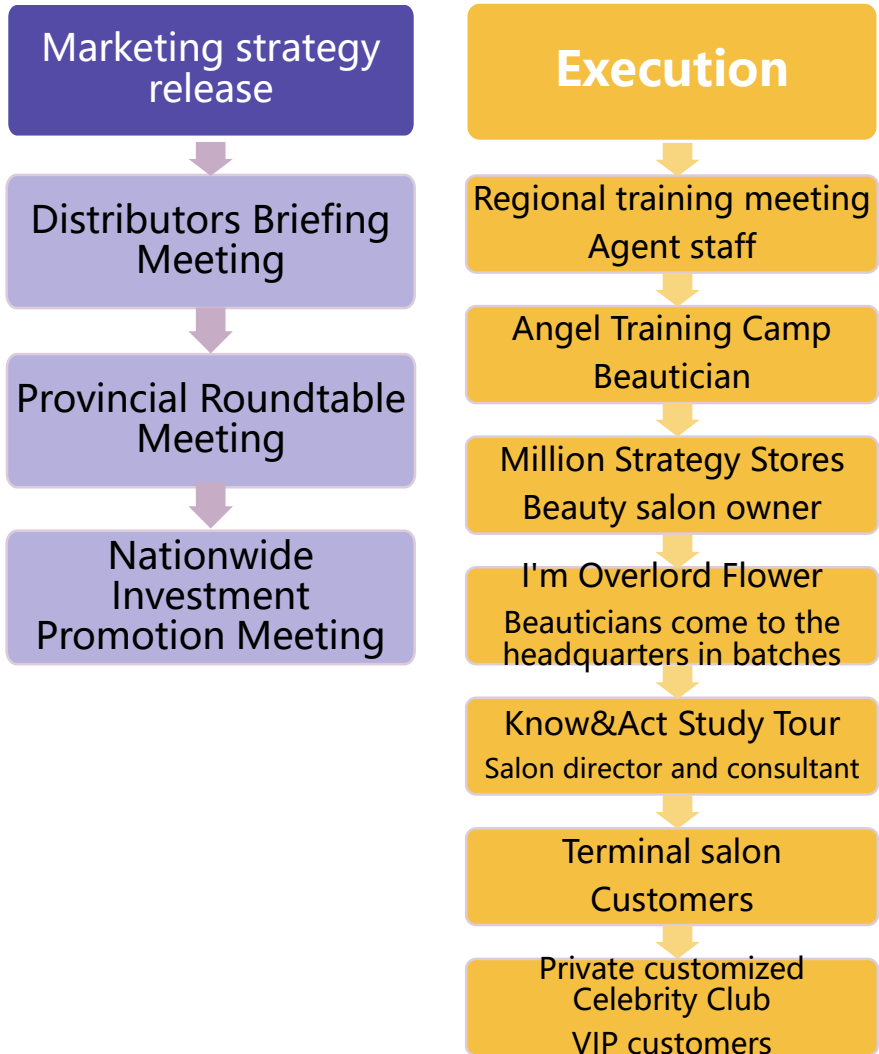 Marketing strategy
release
Distributors Briefing
Meeting
Provincial Roundtable
Meeting
Nationwide
Investment
Promotion Meeting
Execution
Regional training meeting
Agent staff
Angel Training Camp
Beautician
Million Strategy Stores
Beauty salon owner
I'm Overlord Flower
Beauticians come to the
headquarters in batches
Know&Act Study Tour
Salon director and consultant
Terminal salon
Customers
Private customized
Celebrity Club
VIP customers